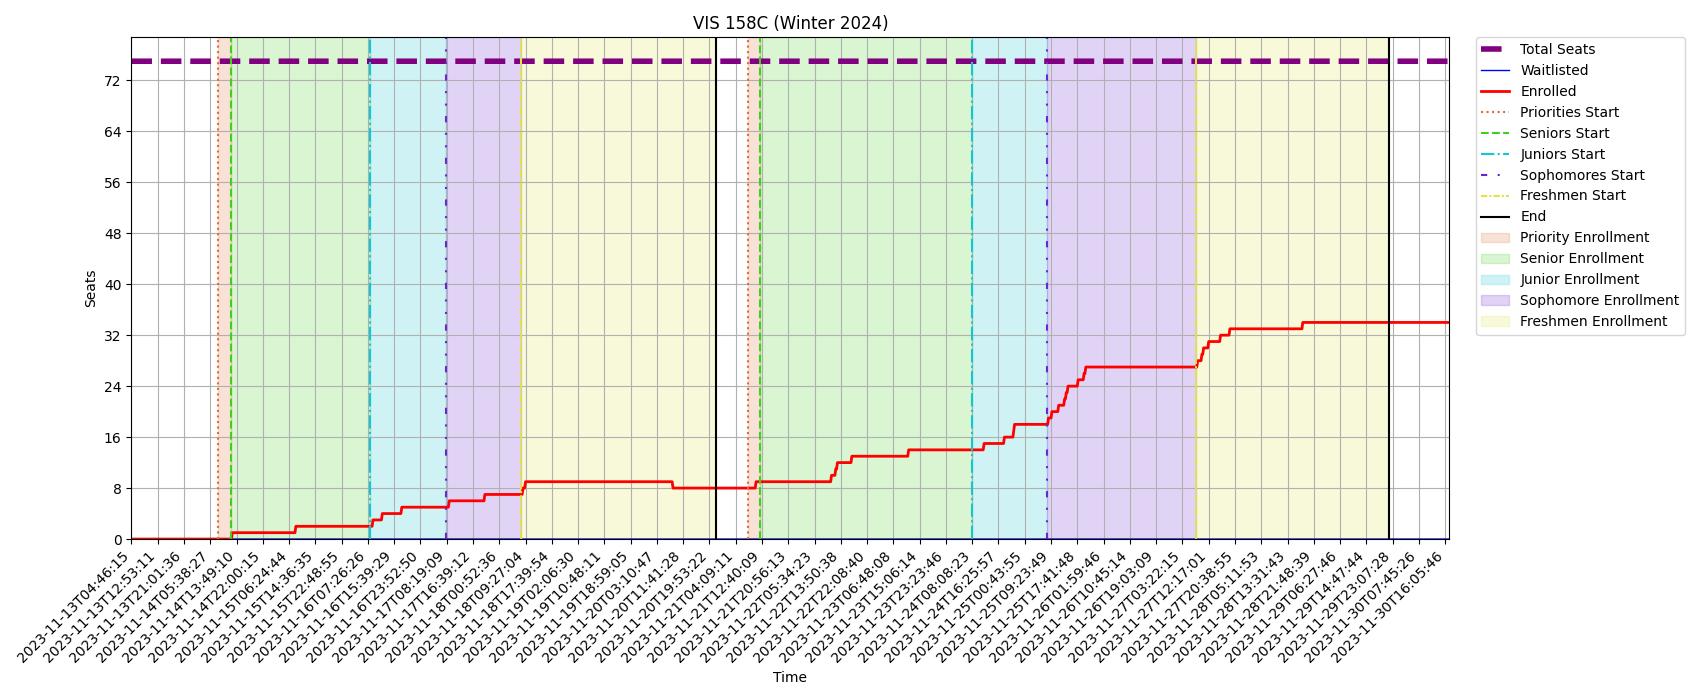 VIS 158C (Winter 2024)
Seats
72
64
56
48
40
32
24
16
8
0
2023-11-13T04:46:15
2023-11-13T12:53:11
2023-11-13T21:01:36
2023-11-14T05:38:27
2023-11-14T13:49:10
2023-11-14T22:00:15
2023-11-15T06:24:44
2023-11-15T14:36:35
2023-11-15T22:48:55
2023-11-16T07:26:26
2023-11-16T15:39:29
2023-11-16T23:52:50
2023-11-17T08:19:09
2023-11-17T16:39:12
2023-11-18T00:52:36
2023-11-18T09:27:04
2023-11-18T17:39:54
2023-11-19T02:06:30
2023-11-19T10:48:11
2023-11-19T18:59:05
2023-11-20T03:10:47
2023-11-20T11:41:28
2023-11-20T19:53:22
2023-11-21T04:09:11
2023-11-21T12:40:09
2023-11-21T20:56:13
2023-11-22T05:34:23
2023-11-22T13:50:38
2023-11-22T22:08:40
2023-11-23T06:48:08
2023-11-23T15:06:14
2023-11-23T23:23:46
2023-11-24T08:08:23
2023-11-24T16:25:57
2023-11-25T00:43:55
2023-11-25T09:23:49
2023-11-25T17:41:48
2023-11-26T01:59:46
2023-11-26T10:45:14
2023-11-26T19:03:09
2023-11-27T03:22:15
2023-11-27T12:17:01
2023-11-27T20:38:55
2023-11-28T05:11:53
2023-11-28T13:31:43
2023-11-28T21:48:39
2023-11-29T06:27:46
2023-11-29T14:47:44
2023-11-29T23:07:28
2023-11-30T07:45:26
2023-11-30T16:05:46
Time
Total Seats
Waitlisted
Enrolled
Priorities Start
Seniors Start
Juniors Start
Sophomores Start
Freshmen Start
End
Priority Enrollment
Senior Enrollment
Junior Enrollment
Sophomore Enrollment
Freshmen Enrollment